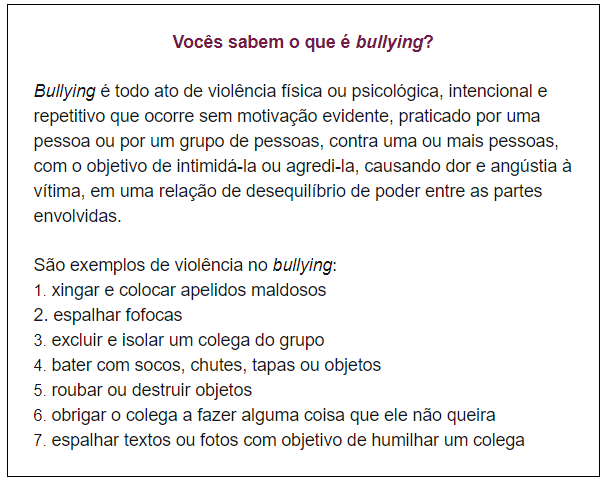 Vocês sabem o que é bullying?
Bullying é todo ato de violência física ou psicológica, intencional e
repetitivo que ocorre sem motivação evidente, praticado por uma
pessoa ou por um grupo de pessoas, contra uma ou mais pessoas,
com o objetivo de intimidá-la ou agredi-la, causando dor e angústia à
vítima, em uma relação de desequilíbrio de poder entre as partes
envolvidas.
São exemplos de violência no bullying:
1. xingar e colocar apelidos maldosos
2. espalhar fofocas
3. excluir e isolar um colega do grupo
4. bater com socos, chutes, tapas ou objetos
5. roubar ou destruir objetos
6. obrigar o colega a fazer alguma coisa que ele não queira
7. espalhar textos ou fotos com objetivo de humilhar um colega